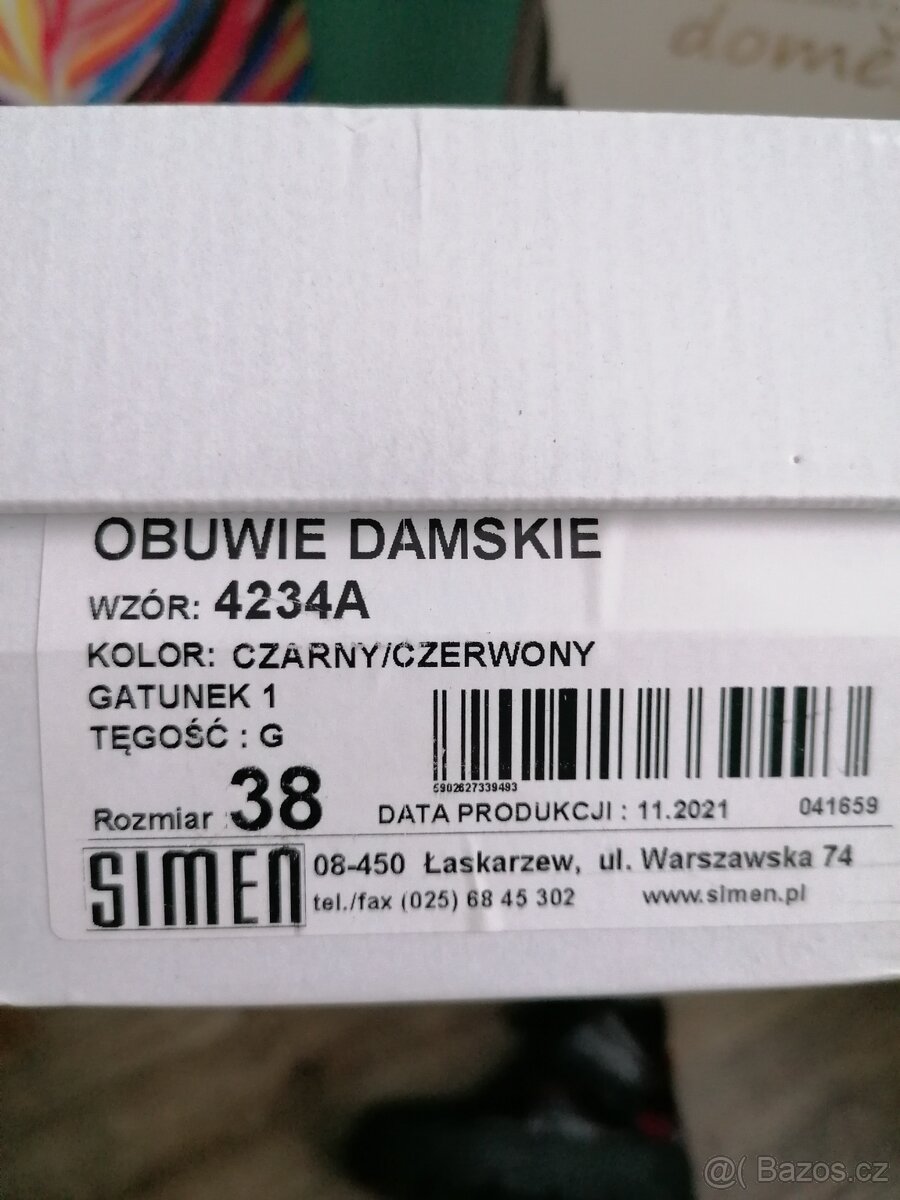 domě
OBUWIE DAMSKIE
WZÓR: 4234A
KOLOR: CZARNY/CZERWONY
GATUNEK 1
TĘGOŚĆ : G
5902627339493
Rozmiar : 38
DATA PRODUKCJI : 11.2021
041659
SIMEN
08-450 Łaskarzew, ul. Warszawska 74
tel./fax (025) 68 45 302 www.simen.pl
@( Bazos.cz